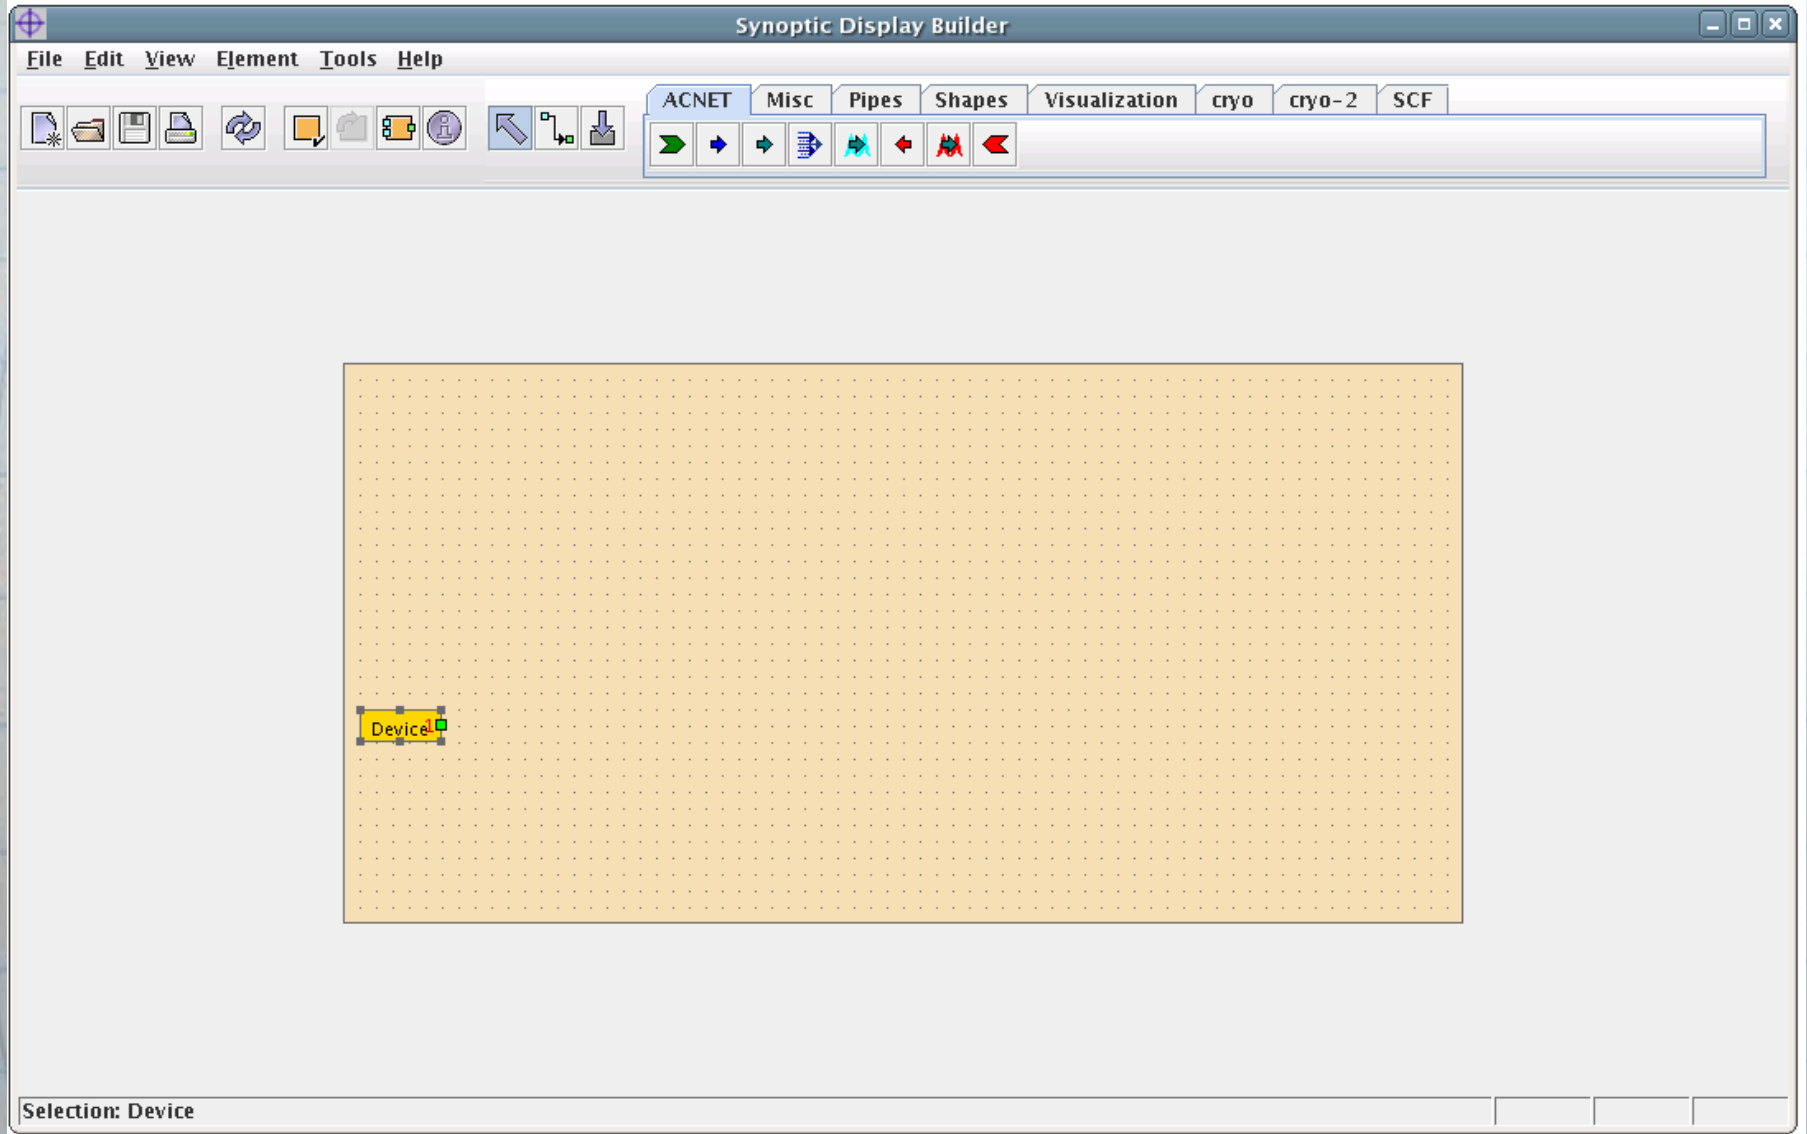 Synoptic Display Builder
File Edit View Element Tools Help
ACNET Misc Pipes Shapes Visualization cryo cryo-2 SCF
Device 1
Selection: Device